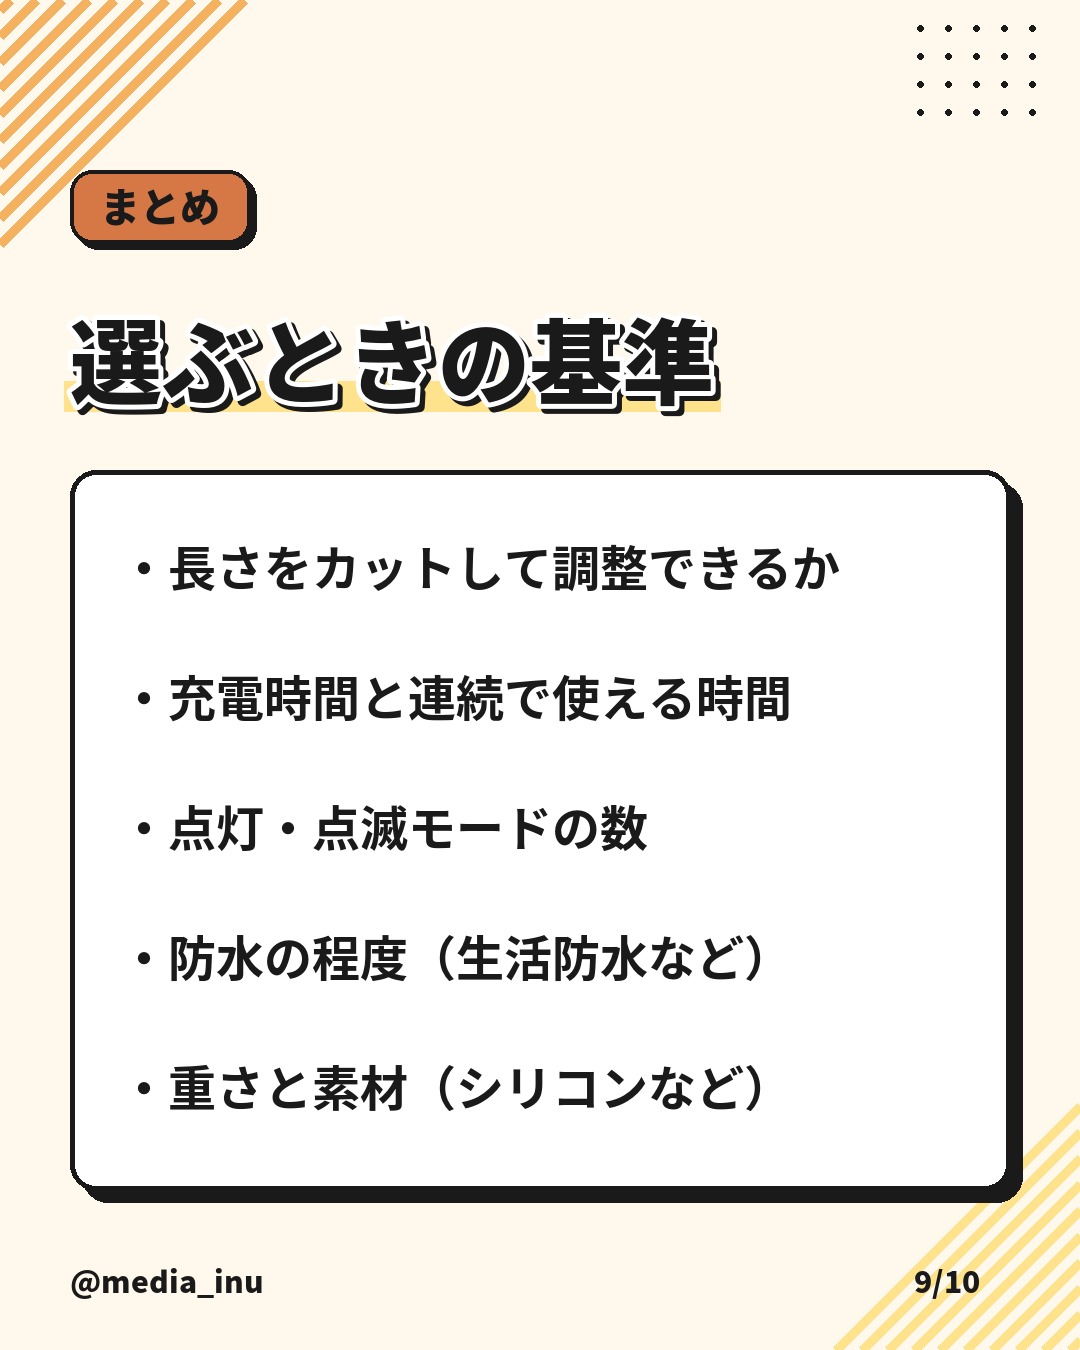 まとめ
選ぶときの基準
・長さをカットして調整できるか
・充電時間と連続で使える時間
・点灯・点滅モードの数
・防水の程度（生活防水など）
・重さと素材（シリコンなど）
@media_inu
9/10